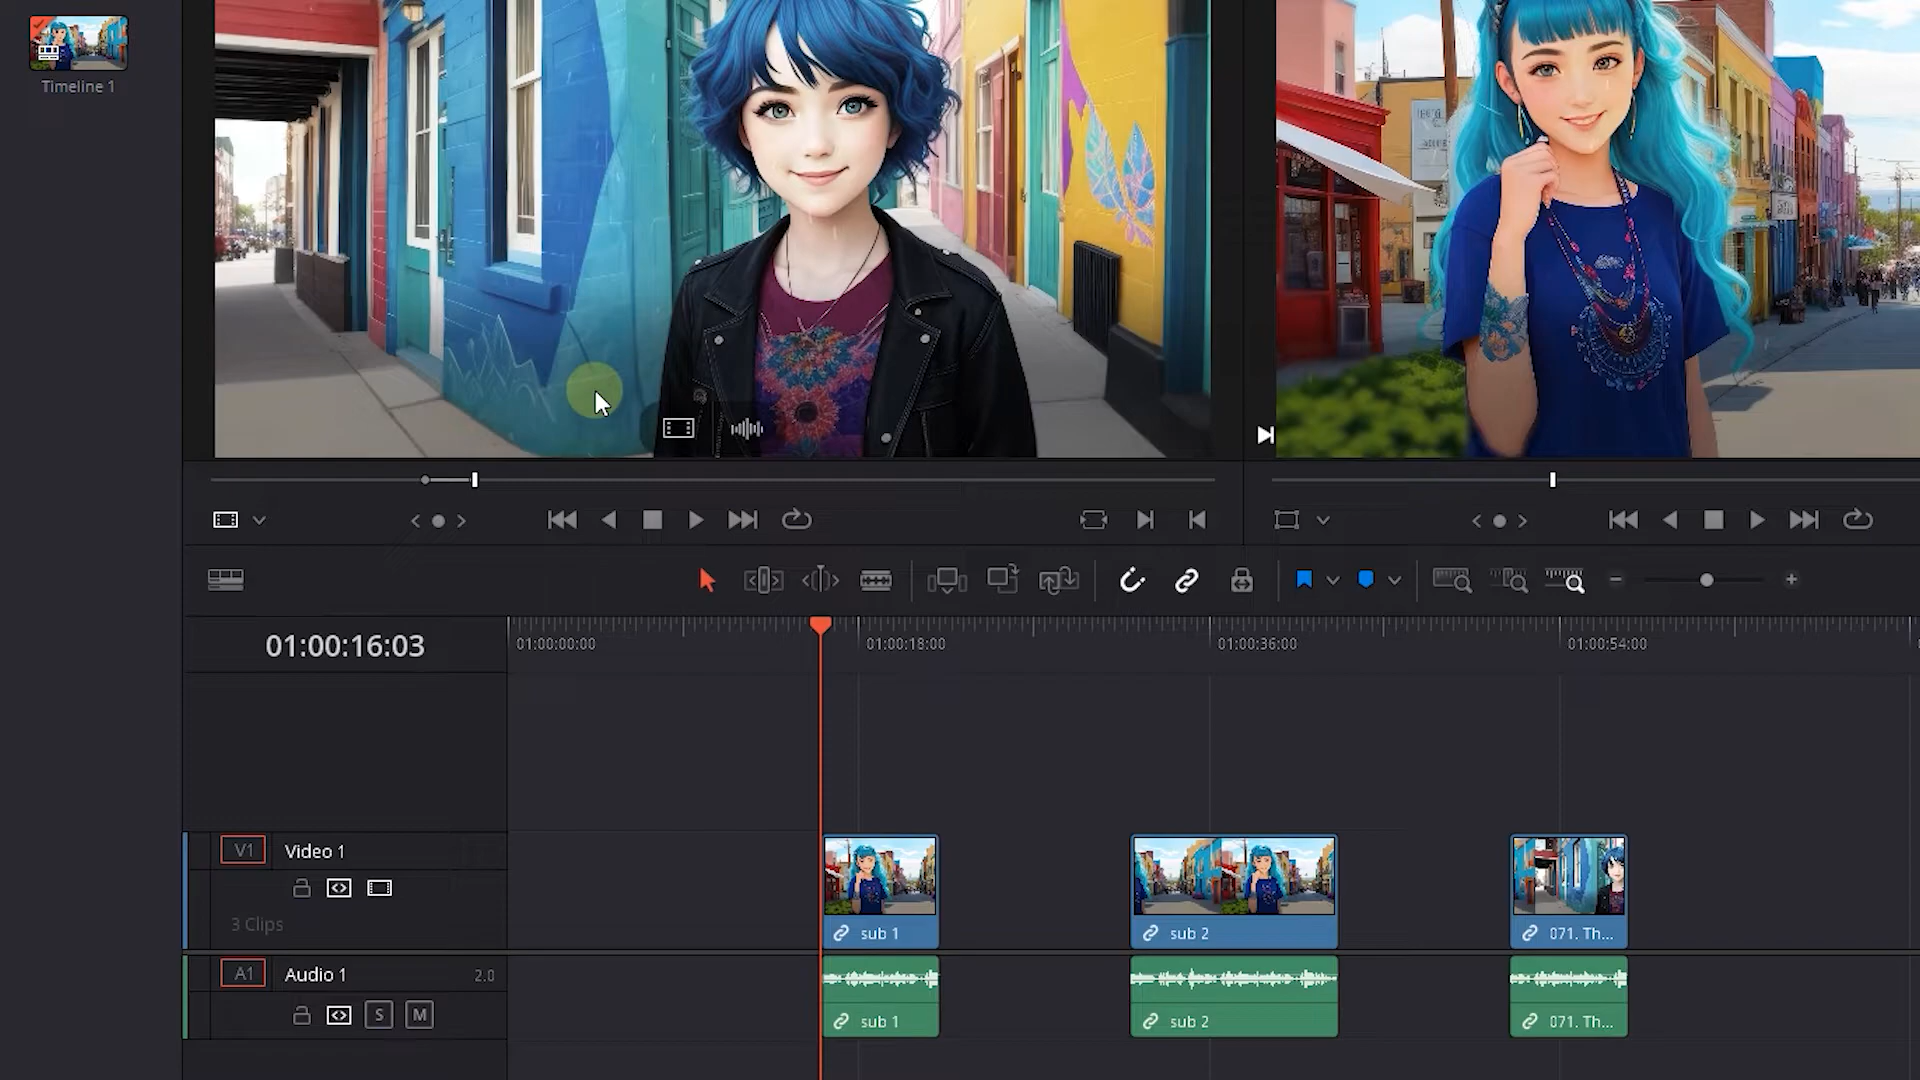 Timeline 1
01:00:16:03
01:00:00:00
01:00:18:00
01:00:36:00
01:00:54:00
V1
Video 1
3 Clips
sub 1
sub 2
071. Th...
A1
Audio 1
2.0
S
M
sub 1
sub 2
071. Th...